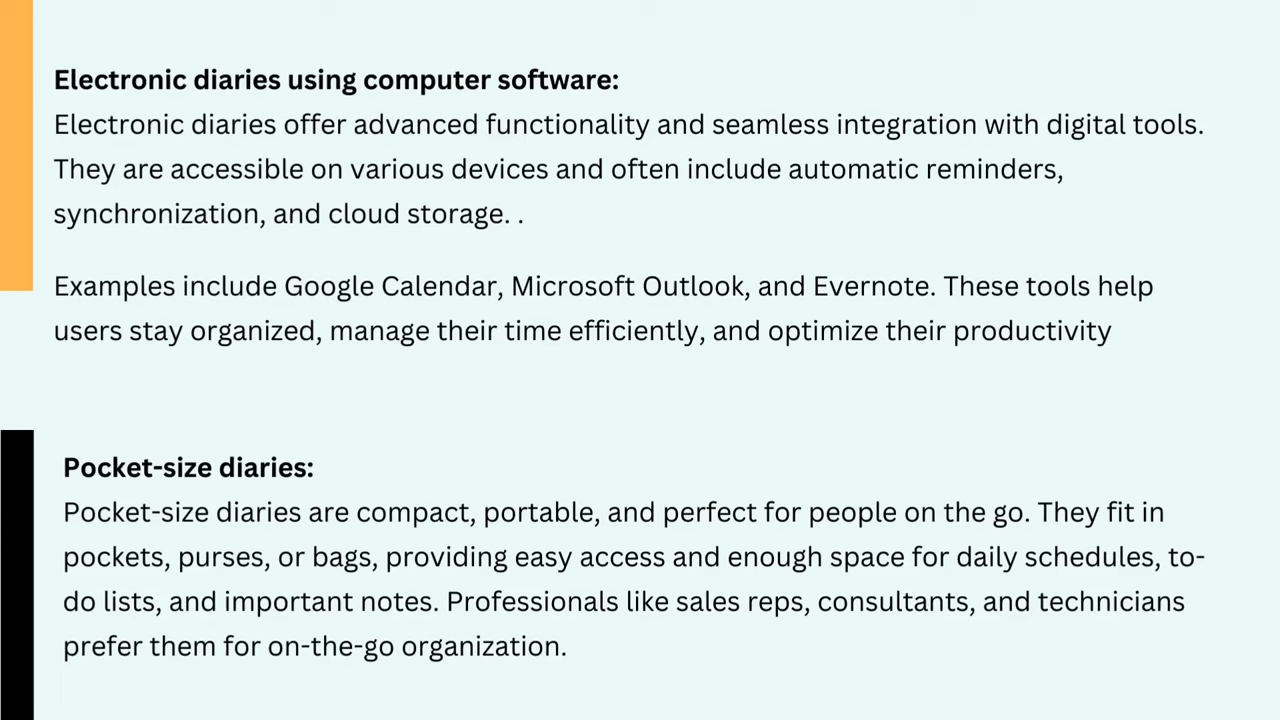 Electronic diaries using computer software:
Electronic diaries offer advanced functionality and seamless integration with digital tools.
They are accessible on various devices and often include automatic reminders,
synchronization, and cloud storage. .
Examples include Google Calendar, Microsoft Outlook, and Evernote. These tools help
users stay organized, manage their time efficiently, and optimize their productivity
Pocket-size diaries:
Pocket-size diaries are compact, portable, and perfect for people on the go. They fit in
pockets, purses, or bags, providing easy access and enough space for daily schedules, to-
do lists, and important notes. Professionals like sales reps, consultants, and technicians
prefer them for on-the-go organization.